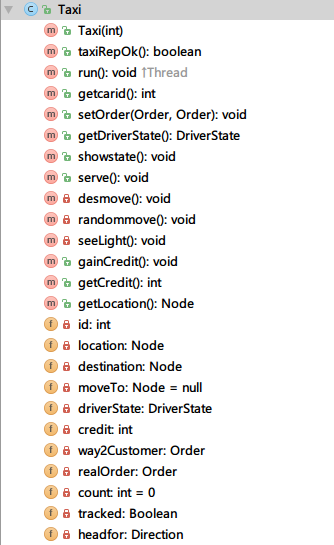 Taxi
Taxi(int)
taxiRepOk(): boolean
run(): void ↑Thread
getcarid(): int
setOrder(Order, Order): void
getDriverState(): DriverState
showstate(): void
serve(): void
desmove(): void
randommove(): void
seeLight(): void
gainCredit(): void
getCredit(): int
getLocation(): Node
id: int
location: Node
destination: Node
moveTo: Node = null
driverState: DriverState
credit: int
way2Customer: Order
realOrder: Order
count: int = 0
tracked: Boolean
headfor: Direction